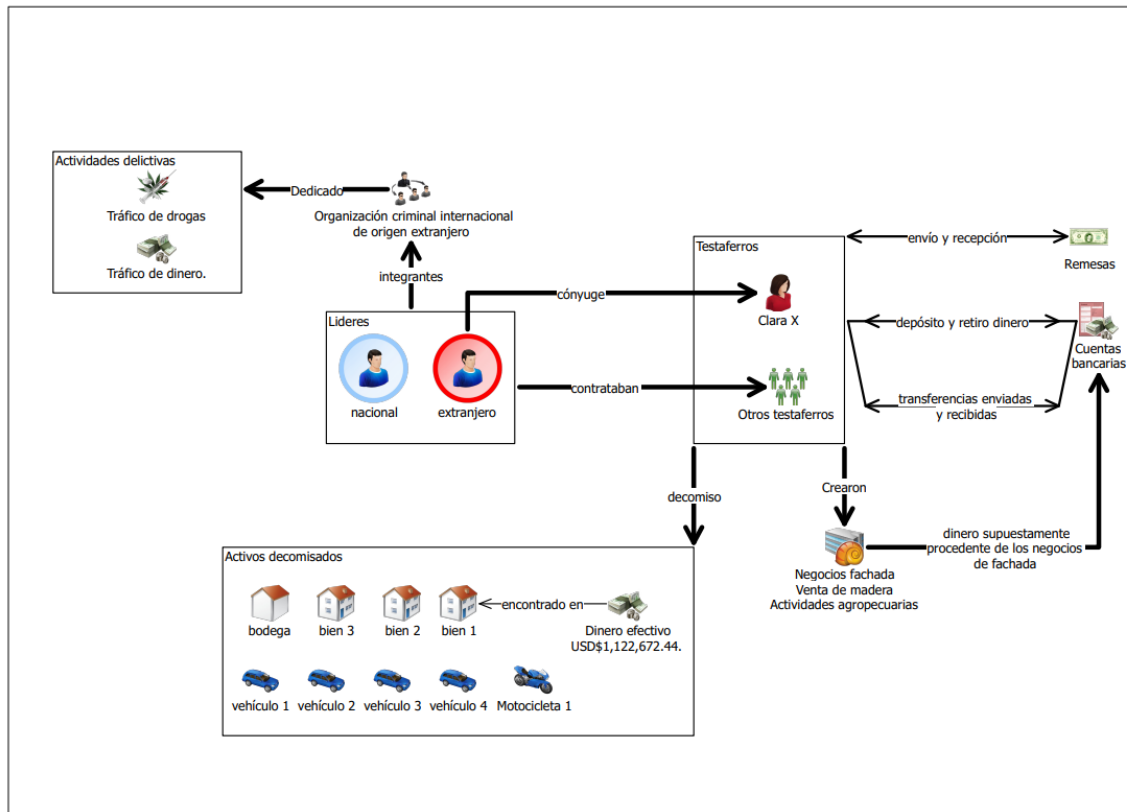 Actividades delictivas
Tráfico de drogas
Tráfico de dinero.
Dedicado
Organización criminal internacional
de origen extranjero
integrantes
Lideres
nacional
extranjero
cónyuge
contrataban
Testaferros
Clara X
Otros testaferros
envío y recepción
Remesas
depósito y retiro dinero
Cuentas
bancarias
transferencias enviadas
y recibidas
decomiso
Crearon
Negocios fachada
Venta de madera
Actividades agropecuarias
dinero supuestamente
procedente de los negocios
de fachada
Activos decomisados
bodega
bien 3
bien 2
bien 1
encontrado en
Dinero efectivo
USD$1,122,672.44.
vehículo 1
vehículo 2
vehículo 3
vehículo 4
Motocicleta 1